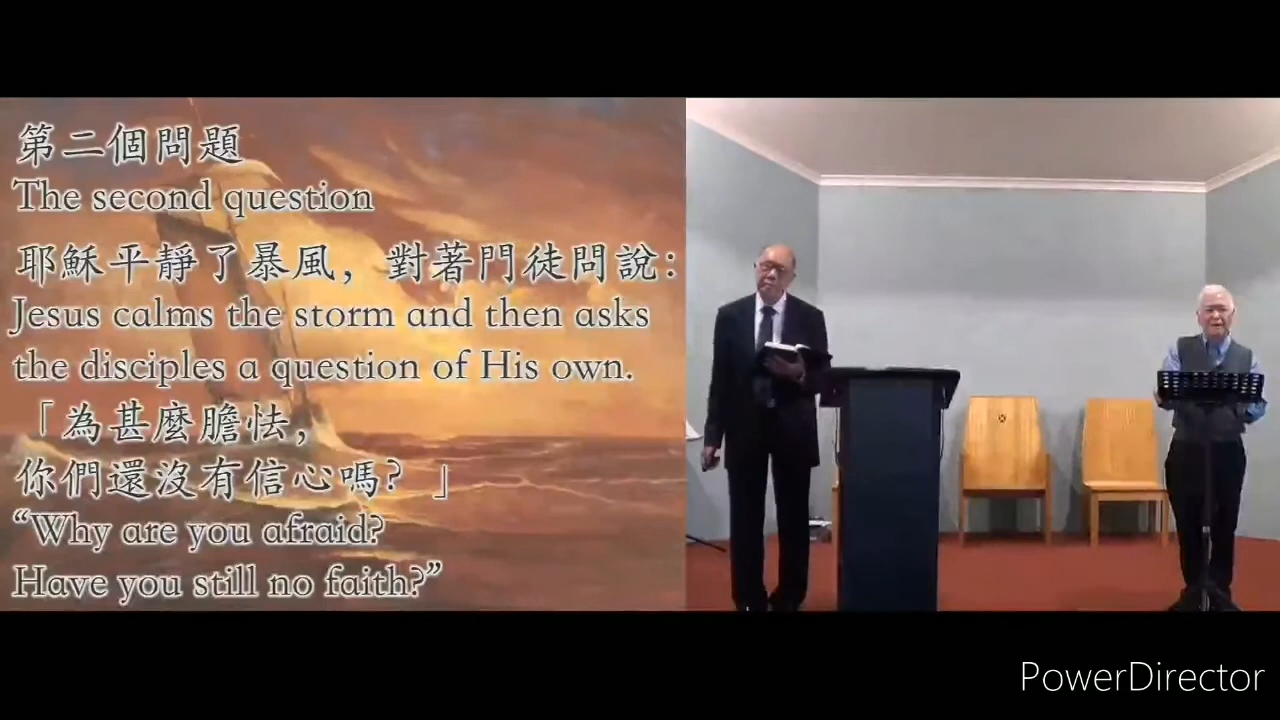 第二個問題
The second question
耶穌平靜了暴風，對著門徒問說：
Jesus calms the storm and then asks
the disciples a question of His own.
「為甚麼膽怯，
你們還沒有信心嗎？」
“Why are you afraid?
Have you still no faith?”
PowerDirector